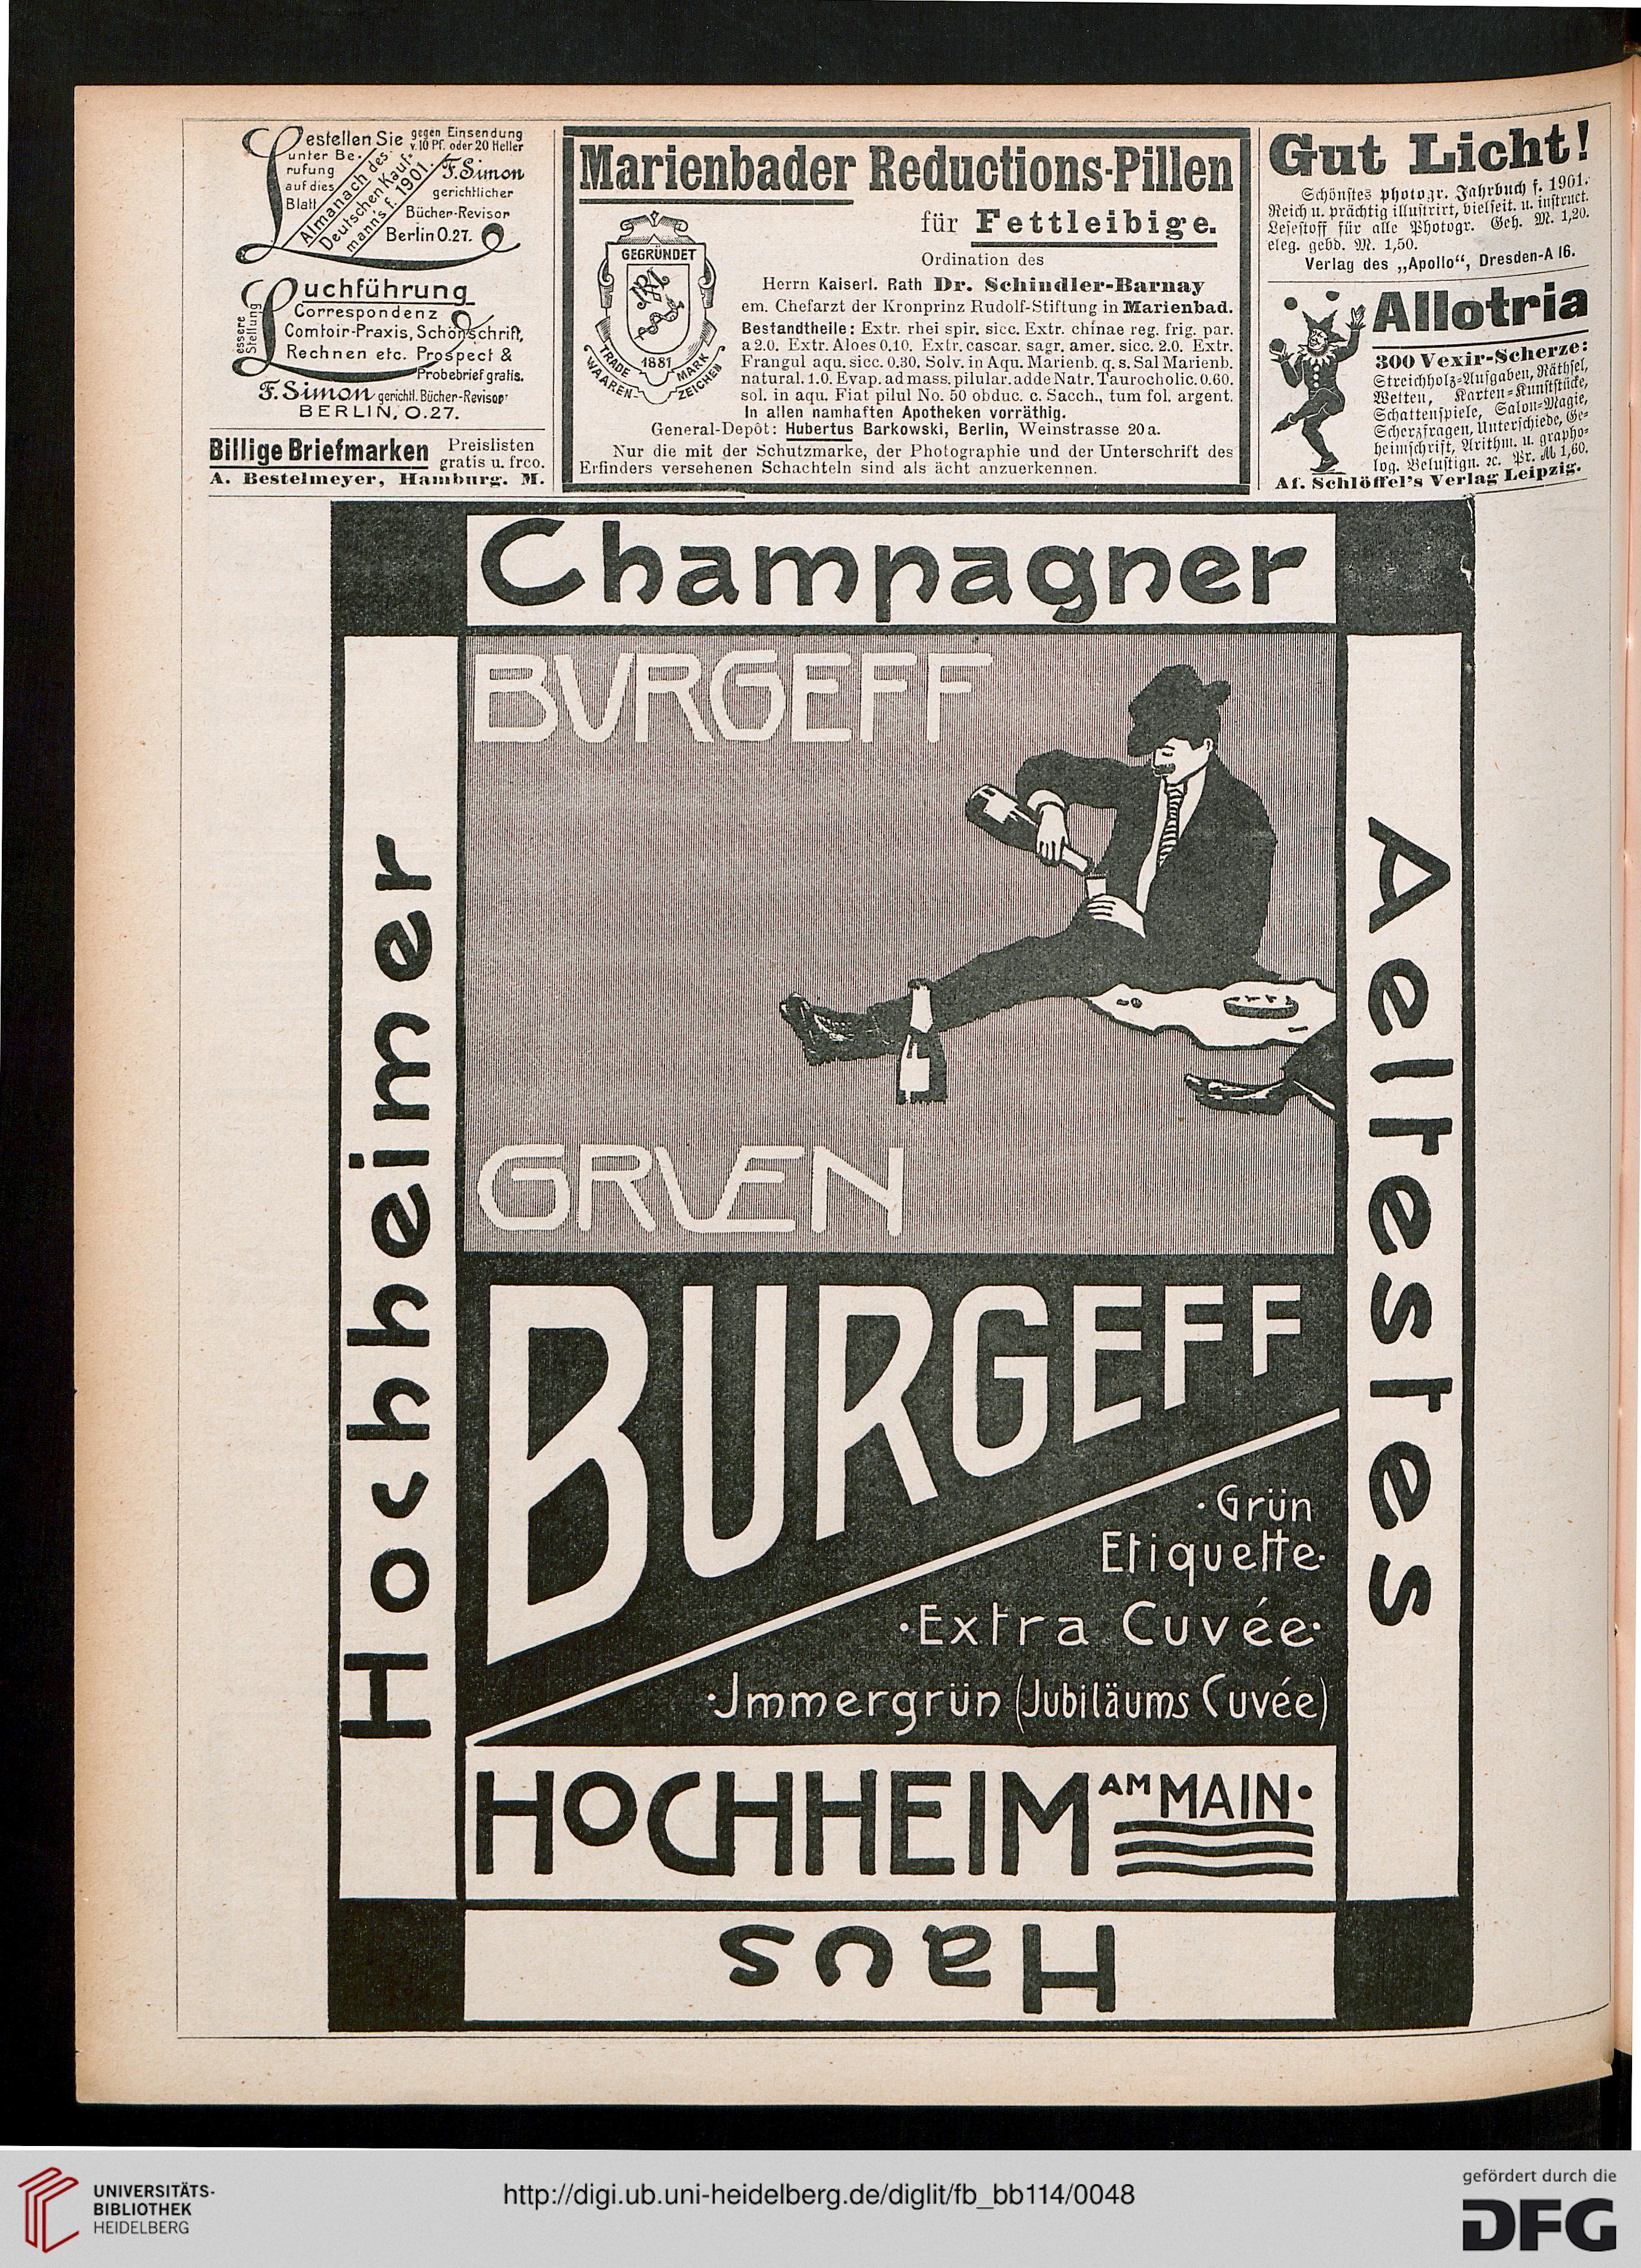 Bestellen Sie gegen Einsendung
v. 10 Pf. oder 20 Heller
unter Be-
rufung
auf dies
Blatt
Almanach des
Deutschen Kauf-
mann's f. 1901.
F. Simon
gerichtlicher
Bücher-Revisor
Berlin O.27.
Buchführung
Correspondenz
Comtoir-Praxis, Schönschrift,
Rechnen etc. Prospect &
Probebrief gratis.
Bessere
Stellung
F. Simon gerichtl. Bücher-Revisor
BERLIN, O.27.
Billige Briefmarken Preislisten
gratis u. frco.
A. Bestelmeyer, Hamburg. M.
Marienbader Reductions-Pillen
für Fettleibige.
Ordination des
Herrn Kaiserl. Rath Dr. Schindler-Barnay
em. Chefarzt der Kronprinz Rudolf-Stiftung in Marienbad.
Bestandtheile: Extr. rhei spir. sicc. Extr. chinae reg. frig. par.
a 2.0. Extr. Aloes 0.10. Extr. cascar. sagr. amer. sicc. 2.0. Extr.
Frangul aqu. sicc. 0.30. Solv. in Aqu. Marienb. q. s. Sal Marienb.
natural. 1.0. Evap. ad mass. pilular. adde Natr. Taurocholic. 0.60.
sol. in aqu. Fiat pilul No. 50 obduc. c. Sacch., tum fol. argent.
In allen namhaften Apotheken vorräthig.
General-Depôt: Hubertus Barkowski, Berlin, Weinstrasse 20a.
Nur die mit der Schutzmarke, der Photographie und der Unterschrift des
Erfinders versehenen Schachteln sind als ächt anzuerkennen.
GEGRÜNDET
1881
TRADE MARK
WAAREN- ZEICHEN
Gut Licht!
Schönstes photogr. Jahrbuch f. 1901.
Reich u. prächtig illustrirt, vielseit. u. instruct.
Lesestoff für alle Photogr. Geh. M. 1,20.
eleg. gebd. M. 1,50.
Verlag des „Apollo“, Dresden-A 16.
Allotria
300 Vexir-Scherze:
Streichholz-Aufgaben, Räthsel,
Wetten, Karten-Kunststücke,
Schattenspiele, Salon-Magie,
Scherzfragen, Unterschiede, Ge-
heimschrift, Arithm. u. grapho-
log. Belustign. ꝛc. Pr. M 1,60.
Af. Schlöffel's Verlag Leipzig.
Champagner
BVRGEFF
GRVEN
Hochheimer
Aeltestes
BURGEFF
·Grün
Etiquette·
·Extra Cuvée·
·Jmmergrün (Jubiläums Cuvée)
HOCHHEIM AM MAIN·
Haus
UNIVERSITÄTS-
BIBLIOTHEK
HEIDELBERG
http://digi.ub.uni-heidelberg.de/diglit/fb_bb114/0048
gefördert durch die
DFG